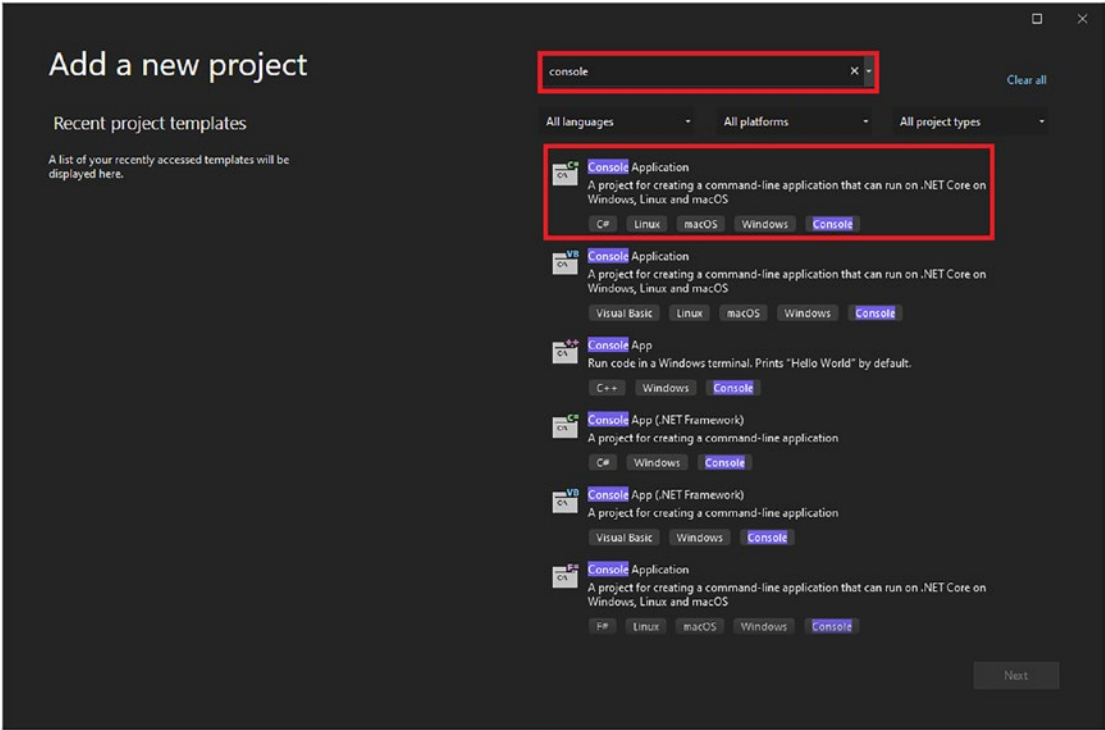 Add a new project
console
Clear all
Recent project templates
All languages
All platforms
All project types
A list of your recently accessed templates will be
displayed here.
C#
C:\
Console Application
A project for creating a command-line application that can run on .NET Core on
Windows, Linux and macOS
C# Linux macOS Windows Console
VB
C:\
Console Application
A project for creating a command-line application that can run on .NET Core on
Windows, Linux and macOS
Visual Basic Linux macOS Windows Console
++
C:\
Console App
Run code in a Windows terminal. Prints "Hello World" by default.
C++ Windows Console
C#
C:\
Console App (.NET Framework)
A project for creating a command-line application
C# Windows Console
VB
C:\
Console App (.NET Framework)
A project for creating a command-line application
Visual Basic Windows Console
F#
C:\
Console Application
A project for creating a command-line application that can run on .NET Core on
Windows, Linux and macOS
F# Linux macOS Windows Console
Next